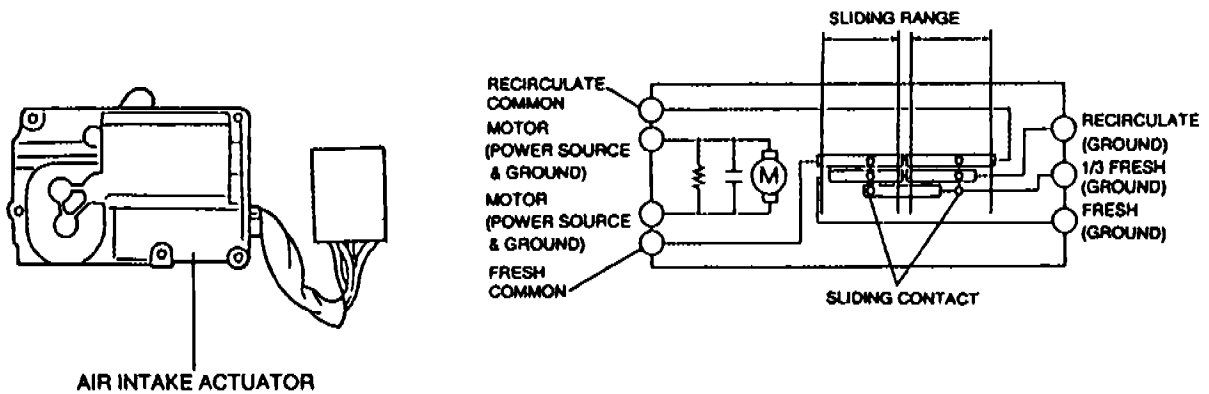 SLIDING RANGE
RECIRCULATE
COMMON
MOTOR
(POWER SOURCE
& GROUND)
MOTOR
(POWER SOURCE
& GROUND)
FRESH
COMMON
M
RECIRCULATE
(GROUND)
1/3 FRESH
(GROUND)
FRESH
(GROUND)
SLIDING CONTACT
AIR INTAKE ACTUATOR